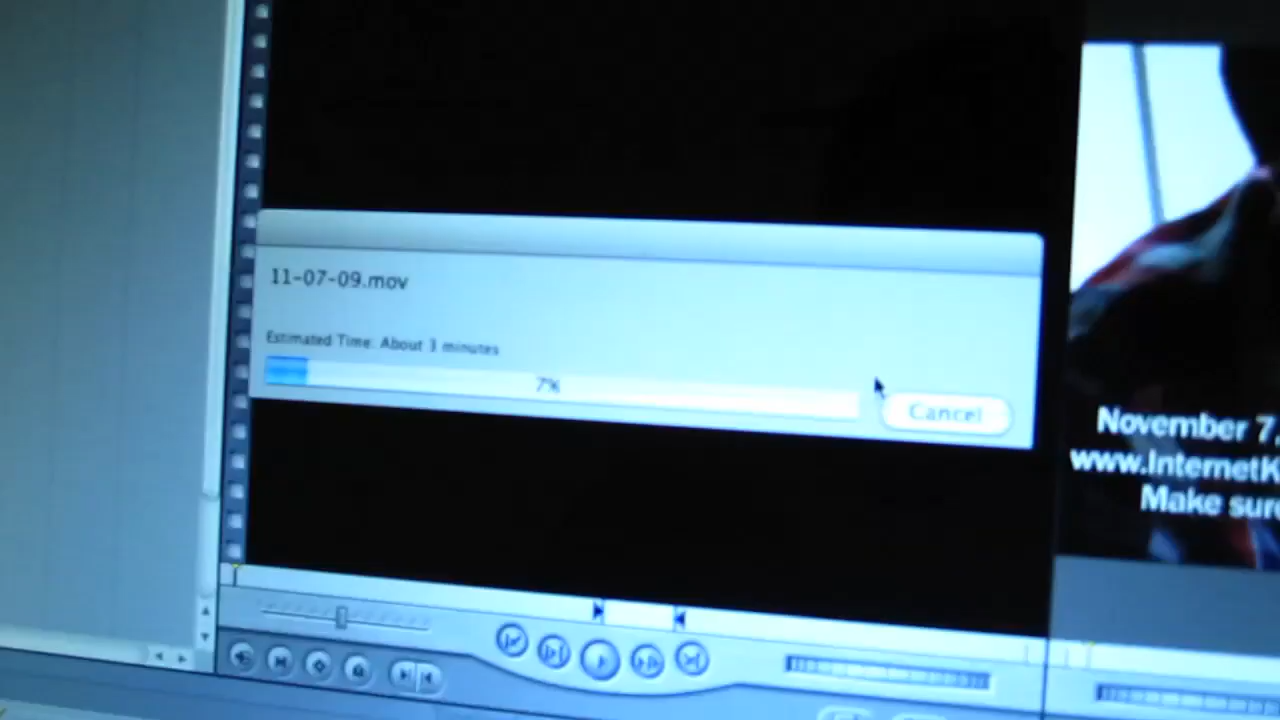 11-07-09.mov
Estimated Time: About 3 minutes
7%
Cancel
November 7,
www.InternetK
Make sure